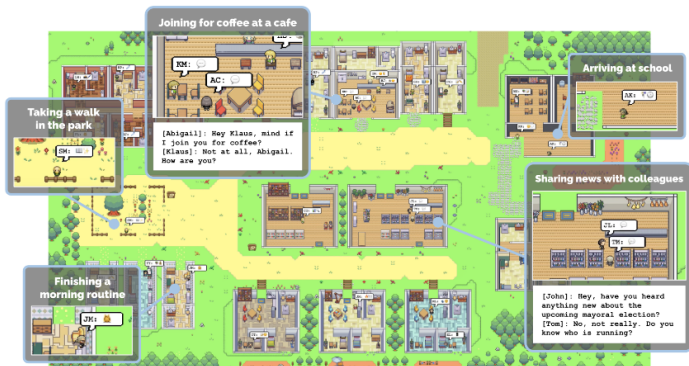 Joining for coffee at a cafe
KM:
AC:
[Abigail]: Hey Klaus, mind if
I join you for coffee?
[Klaus]: Not at all, Abigail.
How are you?
Arriving at school
AK:
Taking a walk
in the park
SM:
Sharing news with colleagues
JL:
TM:
[John]: Hey, have you heard
anything new about the
upcoming mayoral election?
[Tom]: No, not really. Do you
know who is running?
Finishing a
morning routine
JM: